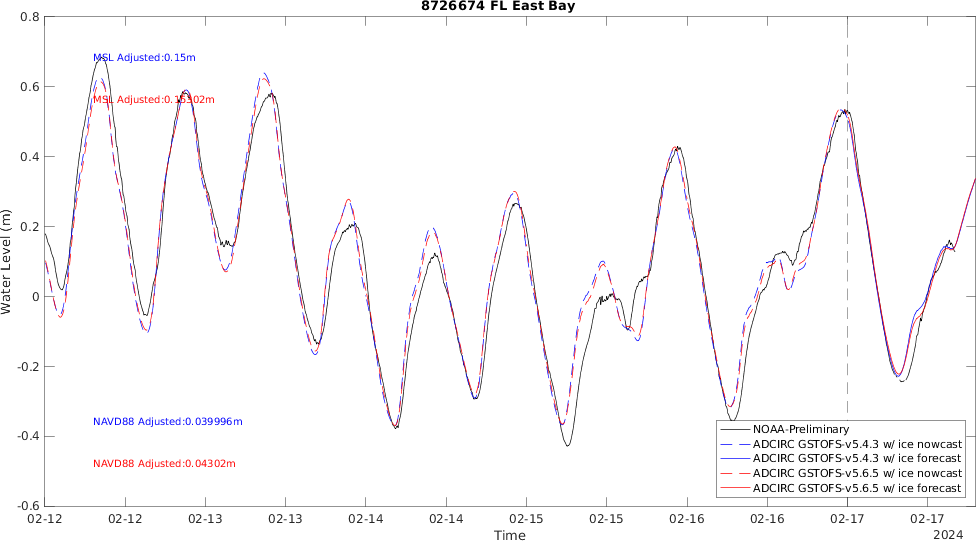 8726674 FL East Bay
0.8
0.6
0.4
0.2
0
-0.2
-0.4
-0.6
Water Level (m)
MSL Adjusted:0.15m
MSL Adjusted:0.15302m
NAVD88 Adjusted:0.039996m
NAVD88 Adjusted:0.04302m
NOAA-Preliminary
ADCIRC GSTOFS-v5.4.3 w/ ice nowcast
ADCIRC GSTOFS-v5.4.3 w/ ice forecast
ADCIRC GSTOFS-v5.6.5 w/ ice nowcast
ADCIRC GSTOFS-v5.6.5 w/ ice forecast
02-12 02-12 02-13 02-13 02-14 02-14 02-15 02-15 02-16 02-16 02-17 02-17
2024
Time